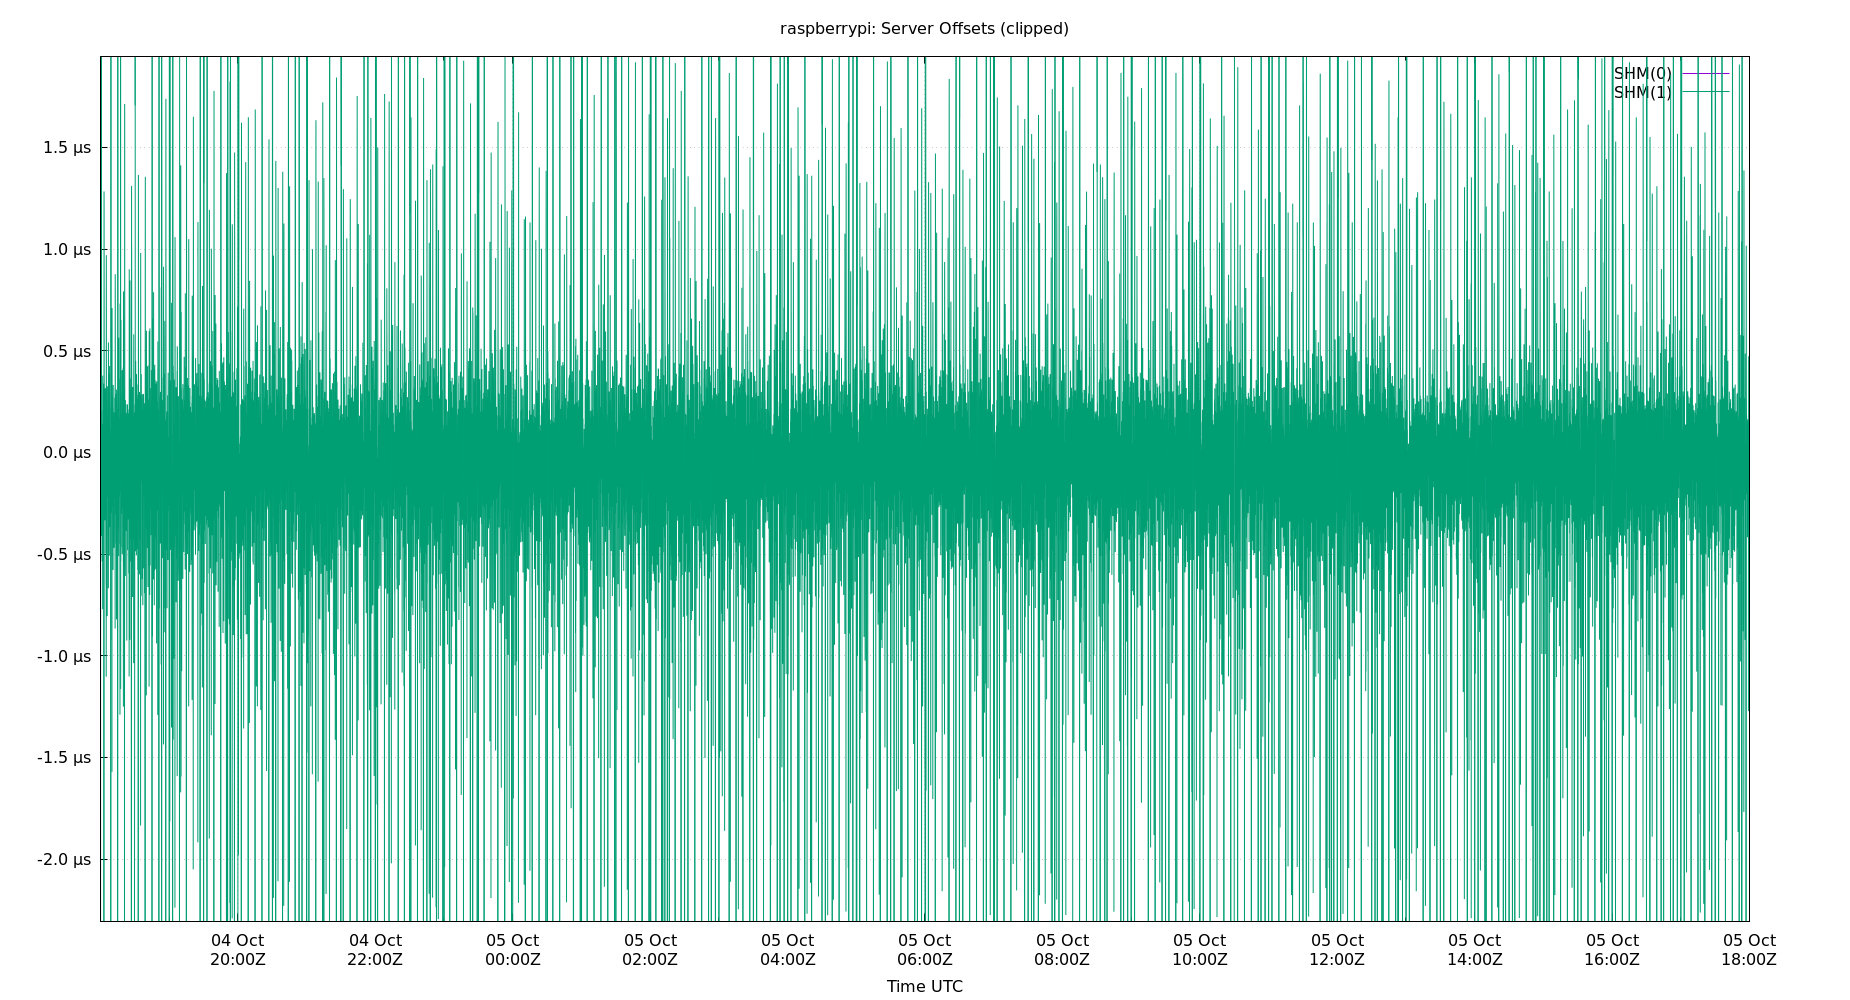 raspberrypi: Server Offsets (clipped)
SHM(0)
SHM(1)
1.5 µs
1.0 µs
0.5 µs
0.0 µs
-0.5 µs
-1.0 µs
-1.5 µs
-2.0 µs
04 Oct 04 Oct 05 Oct 05 Oct 05 Oct 05 Oct 05 Oct 05 Oct 05 Oct 05 Oct 05 Oct 05 Oct
20:00Z 22:00Z 00:00Z 02:00Z 04:00Z 06:00Z 08:00Z 10:00Z 12:00Z 14:00Z 16:00Z 18:00Z
Time UTC